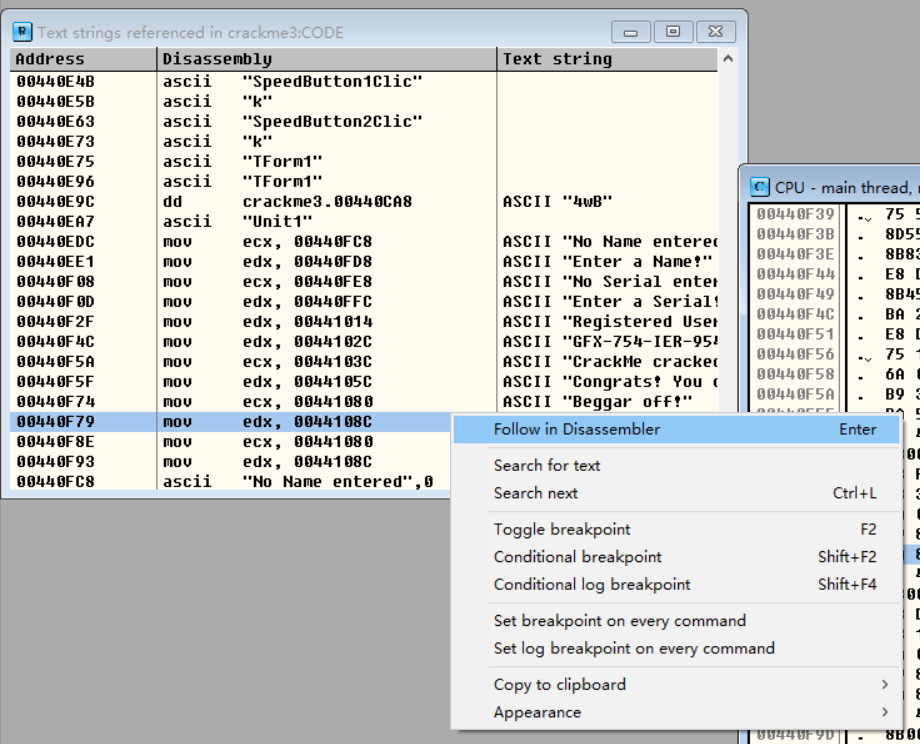 Text strings referenced in crackme3:CODE
Address Disassembly Text string
00440E4B ascii "SpeedButton1Clic"
00440E5B ascii "k"
00440E63 ascii "SpeedButton2Clic"
00440E73 ascii "k"
00440E75 ascii "TForm1"
00440E96 ascii "TForm1"
00440E9C dd crackme3.00440CA8 ASCII "4wB"
00440EA7 ascii "Unit1"
00440EDC mov ecx, 00440FC8 ASCII "No Name entered
00440EE1 mov edx, 00440FD8 ASCII "Enter a Name!"
00440F08 mov ecx, 00440FE8 ASCII "No Serial enter
00440F0D mov edx, 00440FFC ASCII "Enter a Serial!
00440F2F mov edx, 00441014 ASCII "Registered User
00440F4C mov edx, 0044102C ASCII "GFX-754-IER-954
00440F5A mov ecx, 0044103C ASCII "CrackMe cracked
00440F5F mov edx, 0044105C ASCII "Congrats! You
00440F74 mov ecx, 00441080 ASCII "Beggar off!"
00440F79 mov edx, 0044108C
00440F8E mov ecx, 00441080
00440F93 mov edx, 0044108C
00440FC8 ascii "No Name entered",0
Follow in Disassembler Enter
Search for text
Search next Ctrl+L
Toggle breakpoint F2
Conditional breakpoint Shift+F2
Conditional log breakpoint Shift+F4
Set breakpoint on every command
Set log breakpoint on every command
Copy to clipboard
Appearance
C CPU - main thread,
00440F39 . 75
00440F3B . 8D55
00440F3E . 8B83
00440F44 . E8
00440F49 . 8B45
00440F4C . BA
00440F51 . E8
00440F56 . 75
00440F58 . 6A
00440F5A . B9
00440F9D . 8B0